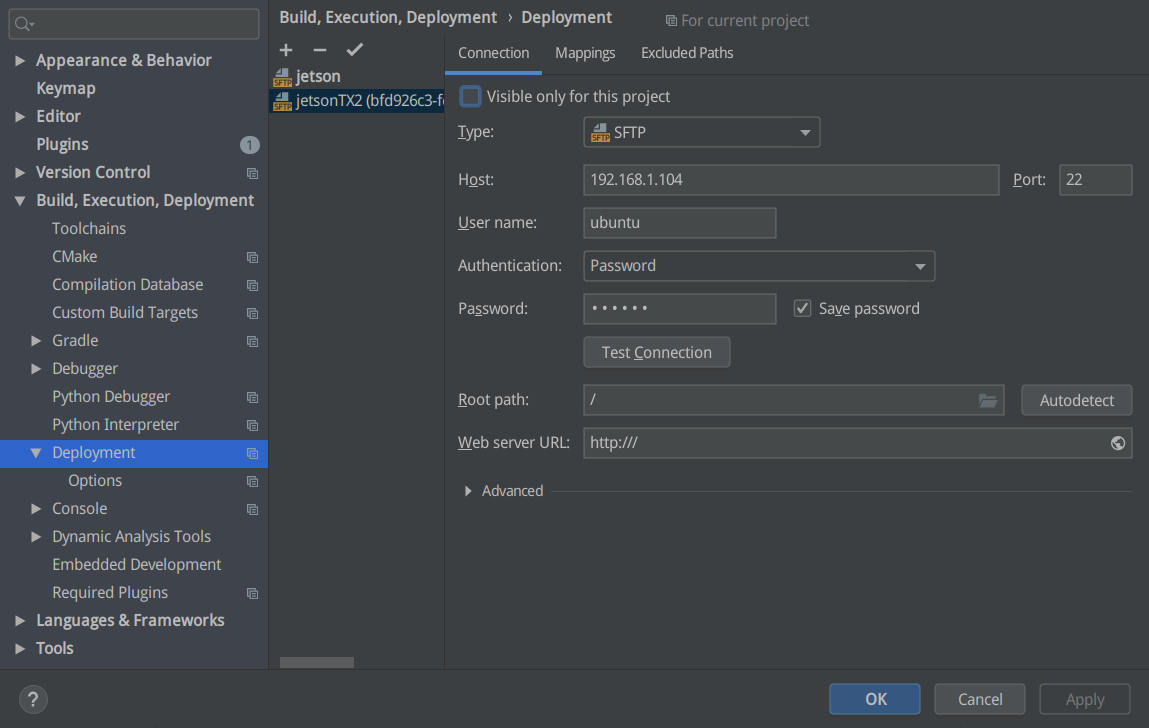 Appearance & Behavior
Keymap
Editor
Plugins 1
Version Control
Build, Execution, Deployment
Toolchains
CMake
Compilation Database
Custom Build Targets
Gradle
Debugger
Python Debugger
Python Interpreter
Deployment
Options
Console
Dynamic Analysis Tools
Embedded Development
Required Plugins
Languages & Frameworks
Tools
?
Build, Execution, Deployment › Deployment
For current project
SFTP jetson
SFTP jetsonTX2 (bfd926c3-f
Connection Mappings Excluded Paths
Visible only for this project
Type: SFTP SFTP
Host: 192.168.1.104 Port: 22
User name: ubuntu
Authentication: Password
Password: •••••• Save password
Test Connection
Root path: / Autodetect
Web server URL: http:///
Advanced
OK Cancel Apply